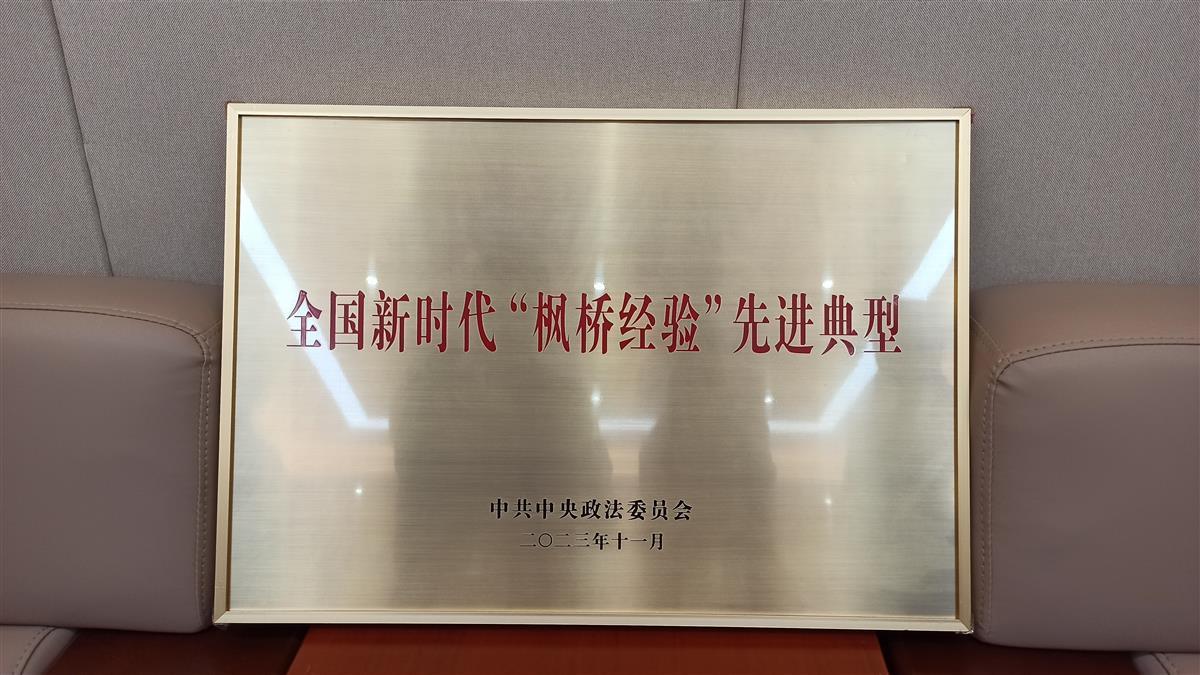 全国新时代“枫桥经验”先进典型
中共中央政法委员会
二〇二三年十一月